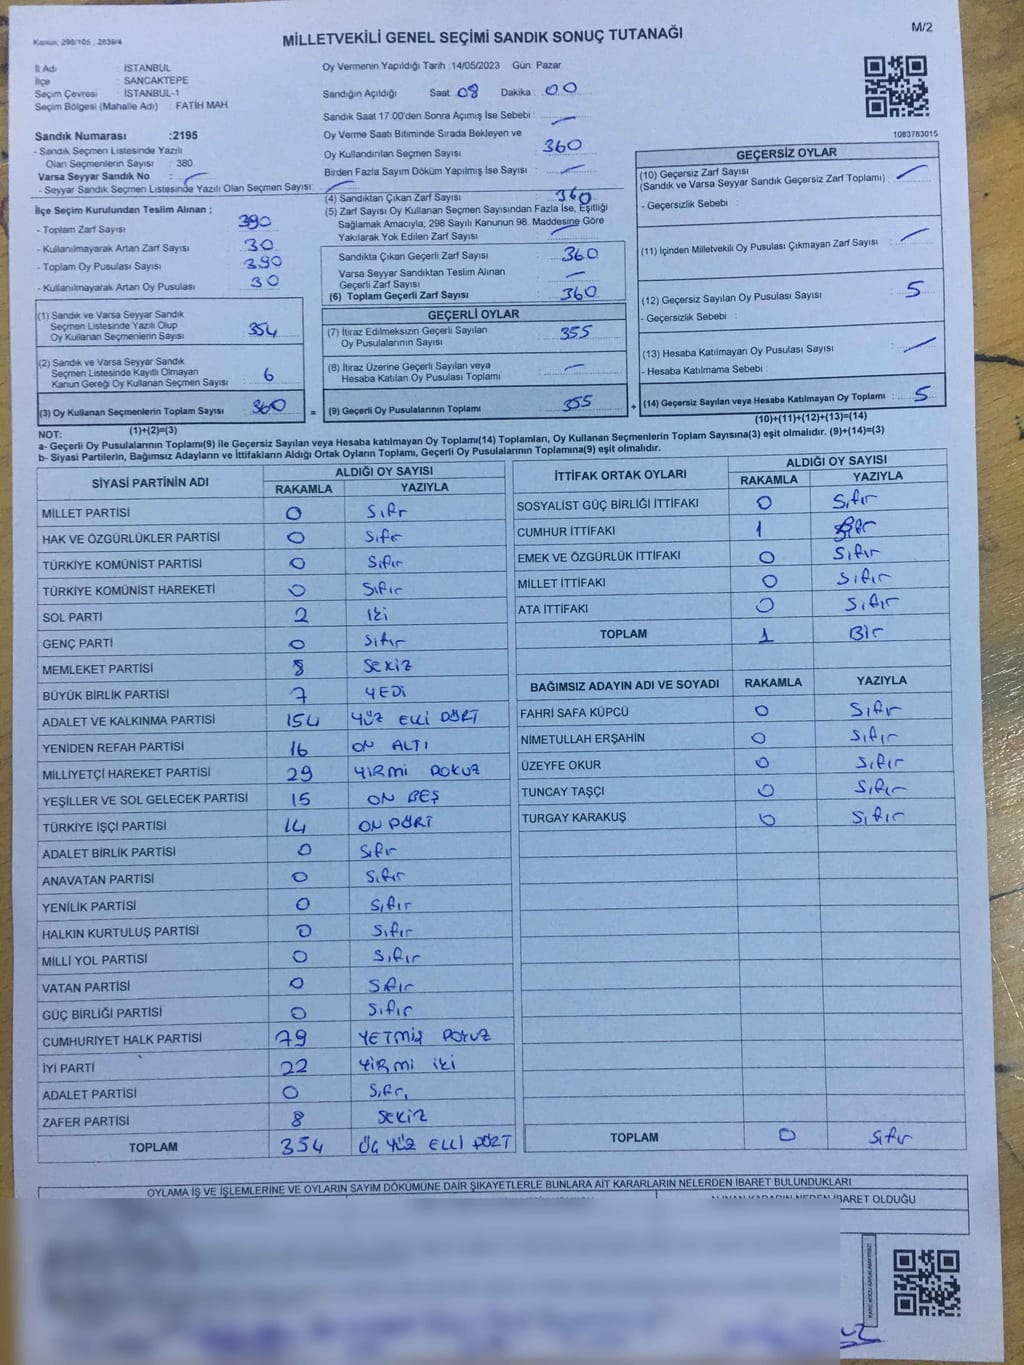 Kanun; 298/105 , 2839/4
MİLLETVEKİLİ GENEL SEÇİMİ SANDIK SONUÇ TUTANAĞI
M/2
İl Adı : İSTANBUL
İlçe : SANCAKTEPE
Seçim Çevresi : İSTANBUL-1
Seçim Bölgesi (Mahalle Adı) : FATİH MAH.
Sandık Numarası :2195
- Sandık Seçmen Listesinde Yazılı
Olan Seçmenlerin Sayısı : 380
Varsa Seyyar Sandık No :
- Seyyar Sandık Seçmen Listesinde Yazılı Olan Seçmen Sayısı:
Oy Vermenin Yapıldığı Tarih :14/05/2023 Gün: Pazar
Sandığın Açıldığı Saat: 08 Dakika : 00
Sandık Saat 17.00'den Sonra Açımış İse Sebebi :
Oy Verme Saati Bitiminde Sırada Bekleyen ve
Oy Kullandırılan Seçmen Sayısı 360
Birden Fazla Sayım Döküm Yapılmış İse Sayısı :
1083783015
İlçe Seçim Kurulundan Teslim Alınan ;
- Toplam Zarf Sayısı : 390
- Kullanılmayarak Artan Zarf Sayısı : 30
- Toplam Oy Pusulası Sayısı : 390
- Kullanılmayarak Artan Oy Pusulası : 30
(1) Sandık ve Varsa Seyyar Sandık
Seçmen Listesinde Yazılı Olup
Oy Kullanan Seçmenlerin Sayısı : 354
(2) Sandık ve Varsa Seyyar Sandık
Seçmen Listesinde Kayıtlı Olmayan
Kanun Gereği Oy Kullanan Seçmen Sayısı : 6
(3) Oy Kullanan Seçmenlerin Toplam Sayısı : 360
(1)+(2)=(3)
(4) Sandıktan Çıkan Zarf Sayısı : 360
(5) Zarf Sayısı Oy Kullanan Seçmen Sayısından Fazla İse, Eşitliği
Sağlamak Amacıyla; 298 Sayılı Kanunun 98. Maddesine Göre
Yakılarak Yok Edilen Zarf Sayısı :
Sandıkta Çıkan Geçerli Zarf Sayısı : 360
Varsa Seyyar Sandıktan Teslim Alınan
Geçerli Zarf Sayısı :
(6) Toplam Geçerli Zarf Sayısı : 360
GEÇERLİ OYLAR
(7) İtiraz Edilmeksizin Geçerli Sayılan
Oy Pusulalarının Sayısı : 355
(8) İtiraz Üzerine Geçerli Sayılan veya
Hesaba Katılan Oy Pusulası Toplamı :
= (9) Geçerli Oy Pusulalarının Toplamı : 355 +
GEÇERSİZ OYLAR
(10) Geçersiz Zarf Sayısı
(Sandık ve Varsa Seyyar Sandık Geçersiz Zarf Toplamı) :
- Geçersizlik Sebebi :
(11) İçinden Milletvekili Oy Pusulası Çıkmayan Zarf Sayısı :
(12) Geçersiz Sayılan Oy Pusulası Sayısı : 5
- Geçersizlik Sebebi :
(13) Hesaba Katılmayan Oy Pusulası Sayısı :
- Hesaba Katılmama Sebebi :
(14) Geçersiz Sayılan veya Hesaba Katılmayan Oy Toplamı : 5
(10)+(11)+(12)+(13)=(14)
NOT:
a- Geçerli Oy Pusulalarının Toplamı(9) ile Geçersiz Sayılan veya Hesaba katılmayan Oy Toplamı(14) Toplamları, Oy Kullanan Seçmenlerin Toplam Sayısına(3) eşit olmalıdır. (9)+(14)=(3)
b- Siyasi Partilerin, Bağımsız Adayların ve İttifakların Aldığı Ortak Oyların Toplamı, Geçerli Oy Pusulalarının Toplamına(9) eşit olmalıdır.
SİYASİ PARTİNİN ADI ALDIĞI OY SAYISI
RAKAMLA YAZIYLA
MİLLET PARTİSİ 0 Sıfır
HAK VE ÖZGÜRLÜKLER PARTİSİ 0 Sıfır
TÜRKİYE KOMÜNİST PARTİSİ 0 Sıfır
TÜRKİYE KOMÜNİST HAREKETİ 0 Sıfır
SOL PARTİ 2 İki
GENÇ PARTİ 0 Sıfır
MEMLEKET PARTİSİ 8 SEKİZ
BÜYÜK BİRLİK PARTİSİ 7 YEDİ
ADALET VE KALKINMA PARTİSİ 154 YÜZ ELLİ DÖRT
YENİDEN REFAH PARTİSİ 16 ON ALTI
MİLLİYETÇİ HAREKET PARTİSİ 29 YİRMİ DOKUZ
YEŞİLLER VE SOL GELECEK PARTİSİ 15 ON BEŞ
TÜRKİYE İŞÇİ PARTİSİ 14 ON DÖRT
ADALET BİRLİK PARTİSİ 0 Sıfır
ANAVATAN PARTİSİ 0 Sıfır
YENİLİK PARTİSİ 0 Sıfır
HALKIN KURTULUŞ PARTİSİ 0 Sıfır
MİLLİ YOL PARTİSİ 0 Sıfır
VATAN PARTİSİ 0 Sıfır
GÜÇ BİRLİĞİ PARTİSİ 0 Sıfır
CUMHURİYET HALK PARTİSİ 79 YETMİŞ DOKUZ
İYİ PARTİ 22 YİRMİ İKİ
ADALET PARTİSİ 0 Sıfır
ZAFER PARTİSİ 8 SEKİZ
TOPLAM 354 ÜÇ YÜZ ELLİ DÖRT
İTTİFAK ORTAK OYLARI ALDIĞI OY SAYISI
RAKAMLA YAZIYLA
SOSYALİST GÜÇ BİRLİĞİ İTTİFAKI 0 Sıfır
CUMHUR İTTİFAKI 1
EMEK VE ÖZGÜRLÜK İTTİFAKI 0 Sıfır
MİLLET İTTİFAKI 0 Sıfır
ATA İTTİFAKI 0 Sıfır
TOPLAM 1 Bir
BAĞIMSIZ ADAYIN ADI VE SOYADI RAKAMLA YAZIYLA
FAHRİ SAFA KÜPCÜ 0 Sıfır
NİMETULLAH ERŞAHİN 0 Sıfır
ÜZEYFE OKUR 0 Sıfır
TUNCAY TAŞÇI 0 Sıfır
TURGAY KARAKUŞ 0 Sıfır
TOPLAM 0 Sıfır
OYLAMA İŞ VE İŞLEMLERİNE VE OYLARIN SAYIM DÖKÜMÜNE DAİR ŞİKAYETLERLE BUNLARA AİT KARARLARIN NELERDEN İBARET BULUNDUKLARI
ALINAN KARARIN NEDEN İBARET OLDUĞU